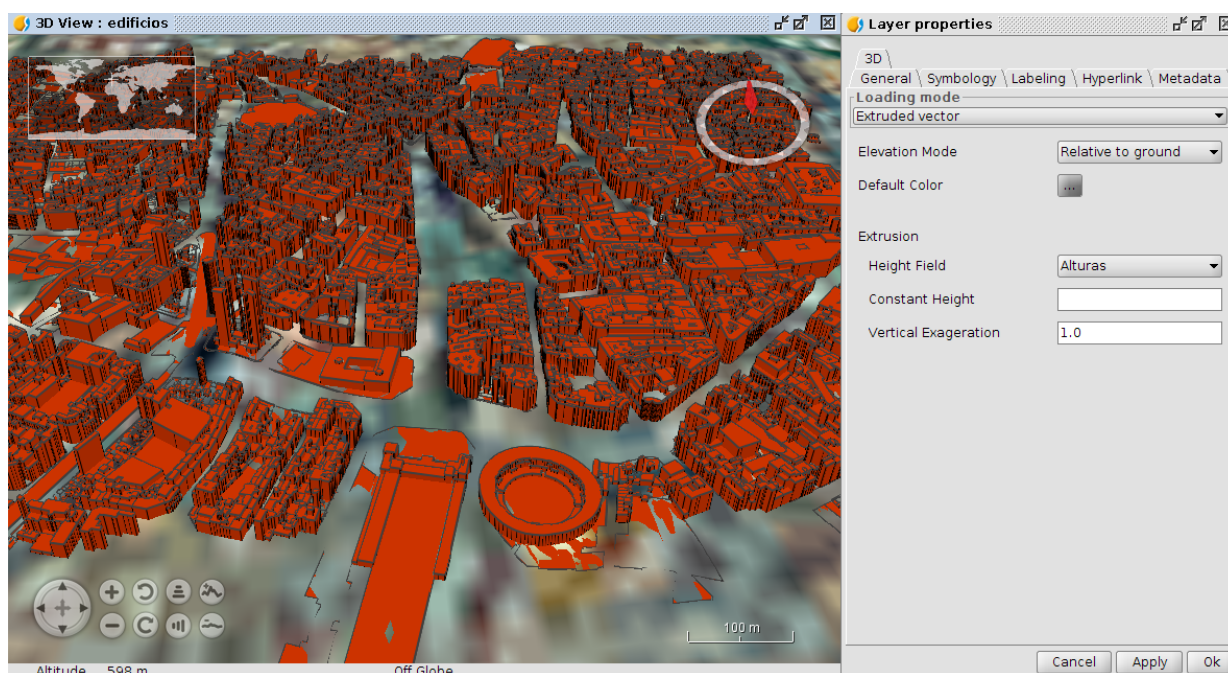 3D View : edificios
100 m
Altitude 598 m Off Globe
Layer properties
3D
General Symbology Labeling Hyperlink Metadata
Loading mode
Extruded vector
Elevation Mode Relative to ground
Default Color ...
Extrusion
Height Field Alturas
Constant Height
Vertical Exageration 1.0
Cancel Apply Ok